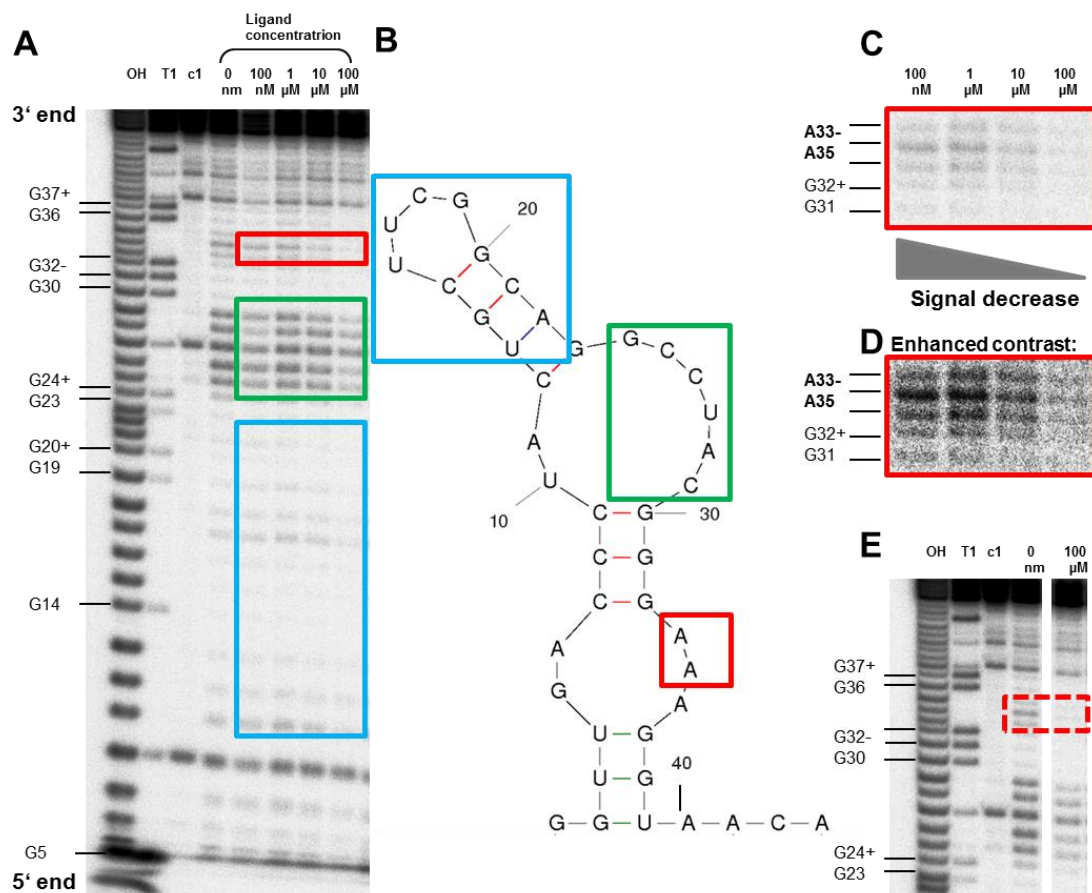 A
Ligand
concentratrion
OH T1 c1 0 nm 100 nM 1 µM 10 µM 100 µM
3‘ end
G37+
G36
G32-
G30
G24+
G23
G20+
G19
G14
G5
5‘ end
B
U C G
U G 20
C C
G A
U G G C
C C
A U
U A
10 C C
C G 30
C G
C G
A A
G A
U A
U G
G G 40
G G U A A C A
C
100 nM 1 µM 10 µM 100 µM
A33-
A35
G32+
G31
Signal decrease
D Enhanced contrast:
A33-
A35
G32+
G31
E
OH T1 c1 0 nm 100 µM
G37+
G36
G32-
G30
G24+
G23